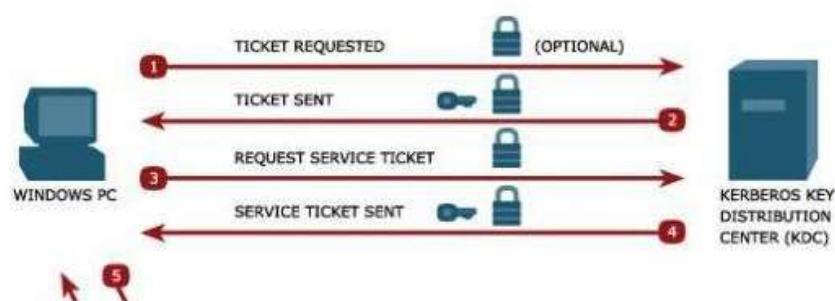 TICKET REQUESTED
(OPTIONAL)
1
TICKET SENT
2
REQUEST SERVICE TICKET
3
WINDOWS PC
SERVICE TICKET SENT
4
KERBEROS KEY
DISTRIBUTION
CENTER (KDC)
5